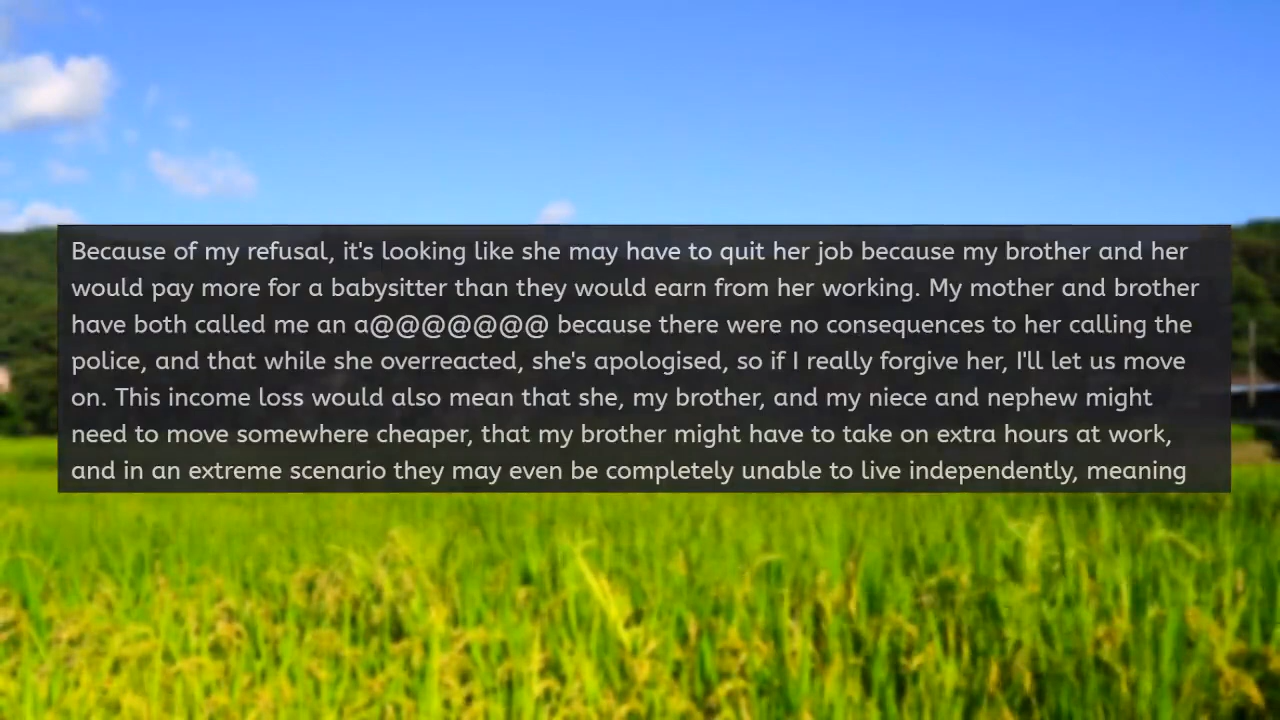 Because of my refusal, it's looking like she may have to quit her job because my brother and her
would pay more for a babysitter than they would earn from her working. My mother and brother
have both called me an a@@@@@@@ because there were no consequences to her calling the
police, and that while she overreacted, she's apologised, so if I really forgive her, I'll let us move
on. This income loss would also mean that she, my brother, and my niece and nephew might
need to move somewhere cheaper, that my brother might have to take on extra hours at work,
and in an extreme scenario they may even be completely unable to live independently, meaning